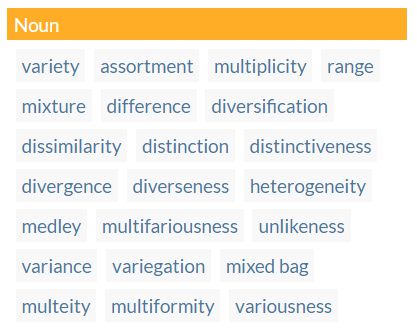 Noun
variety assortment multiplicity range
mixture difference diversification
dissimilarity distinction distinctiveness
divergence diverseness heterogeneity
medley multifariousness unlikeness
variance variegation mixed bag
multeity multiformity variousness